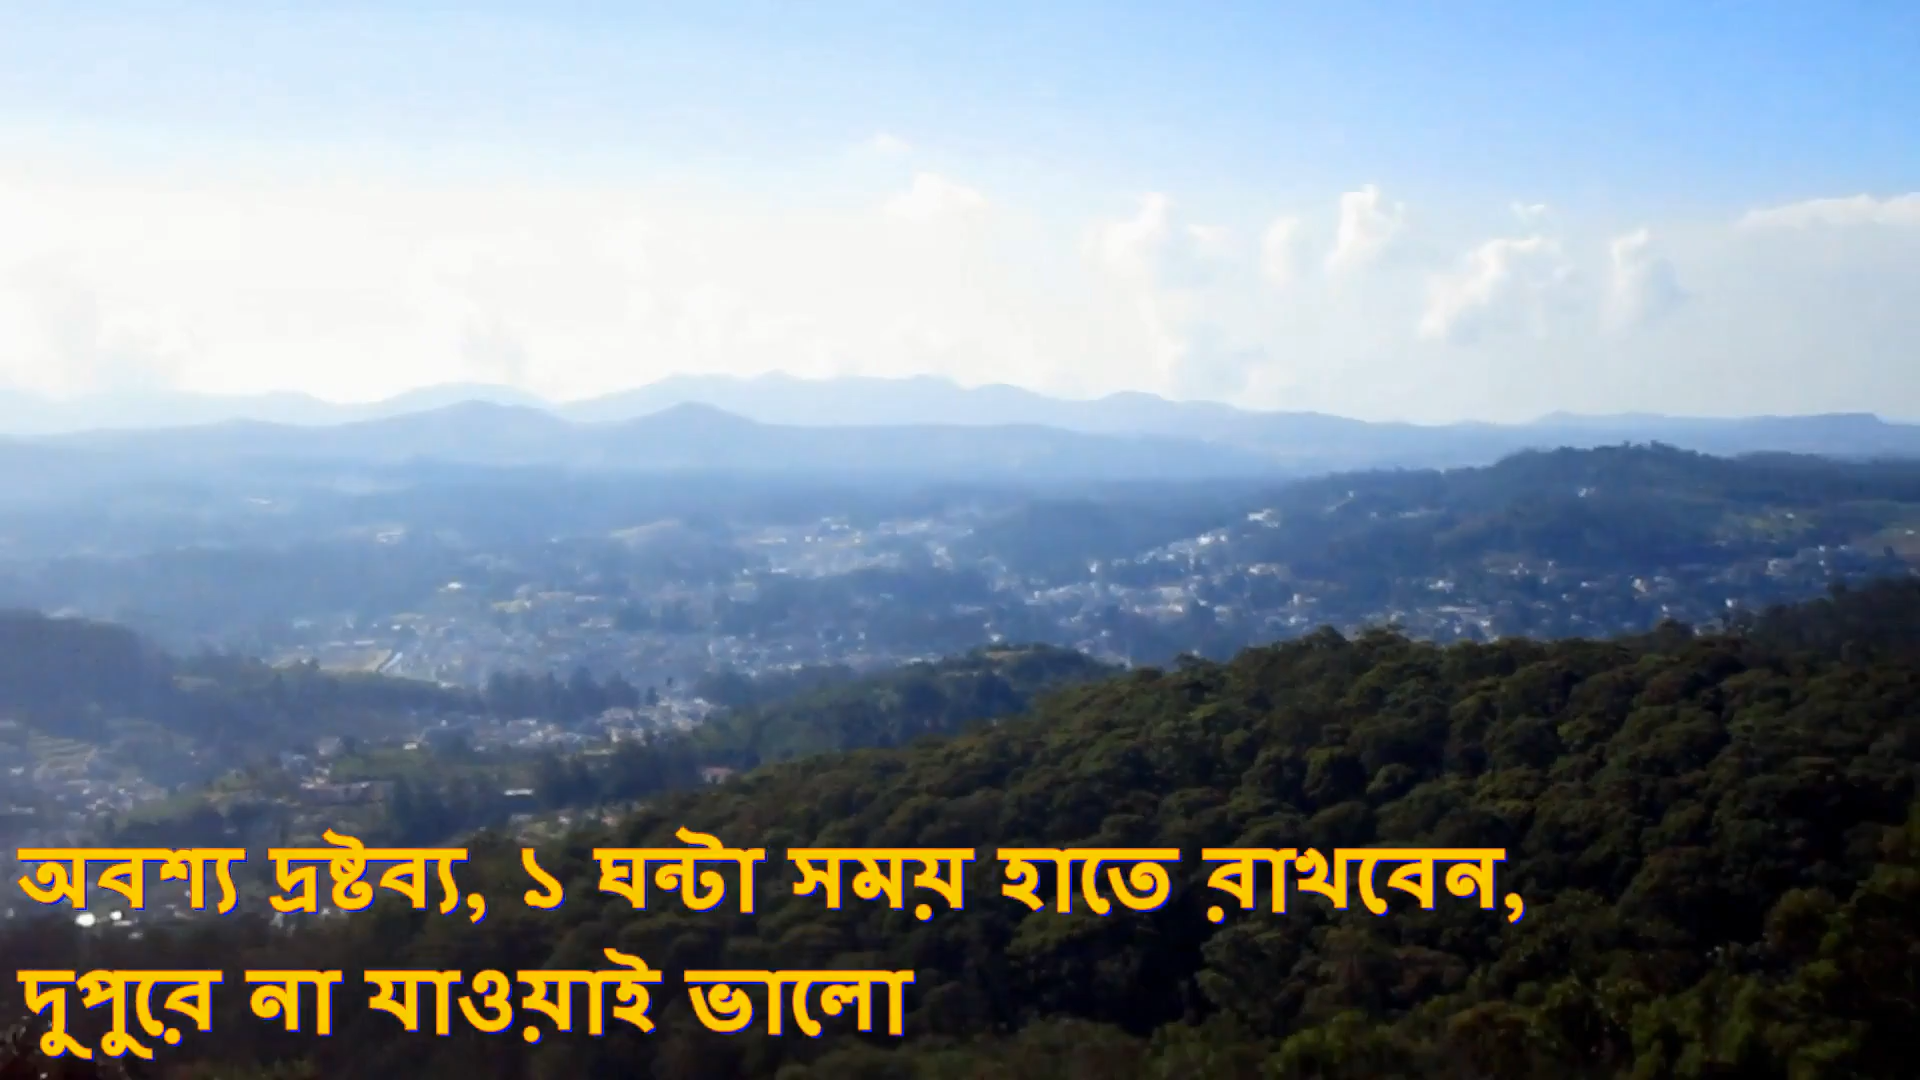 অবশ্য দ্রষ্টব্য, ১ ঘন্টা সময় হাতে রাখবেন,
দুপুরে না যাওয়াই ভালো